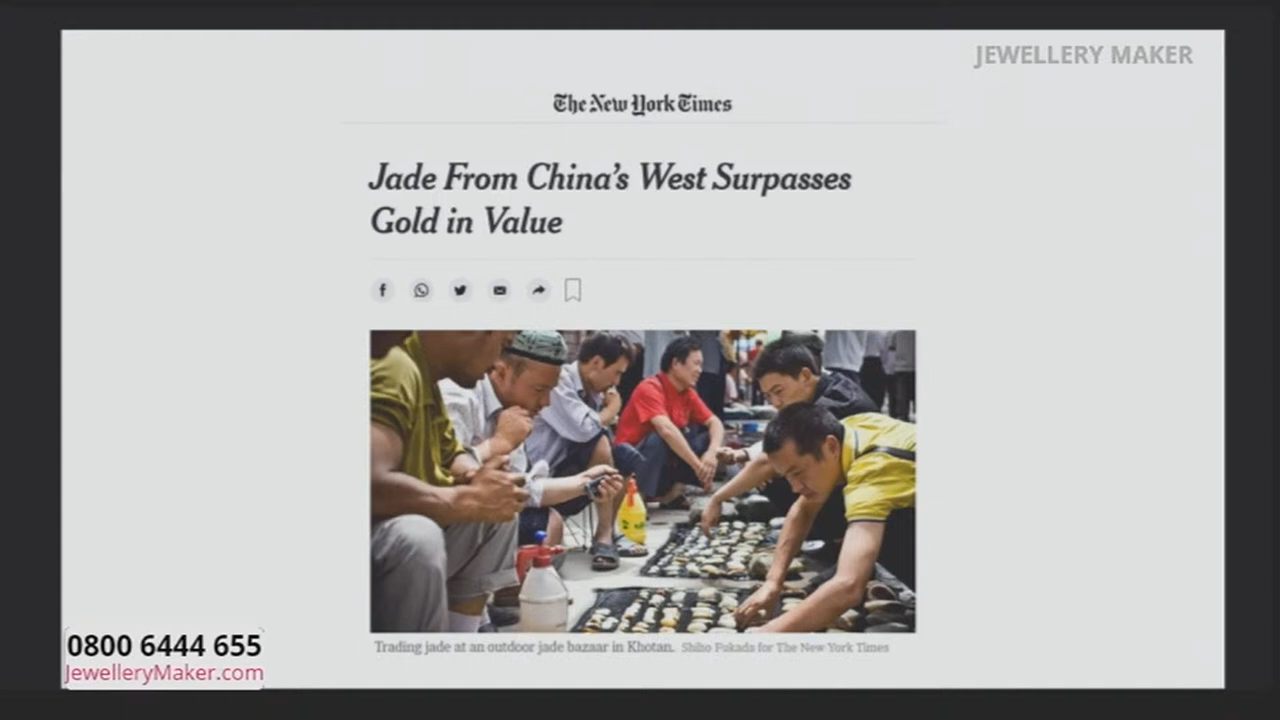 JEWELLERY MAKER
The New York Times
Jade From China's West Surpasses
Gold in Value
Trading jade at an outdoor jade bazaar in Khotan. Shiho Fukada for The New York Times
0800 6444 655
JewelleryMaker.com